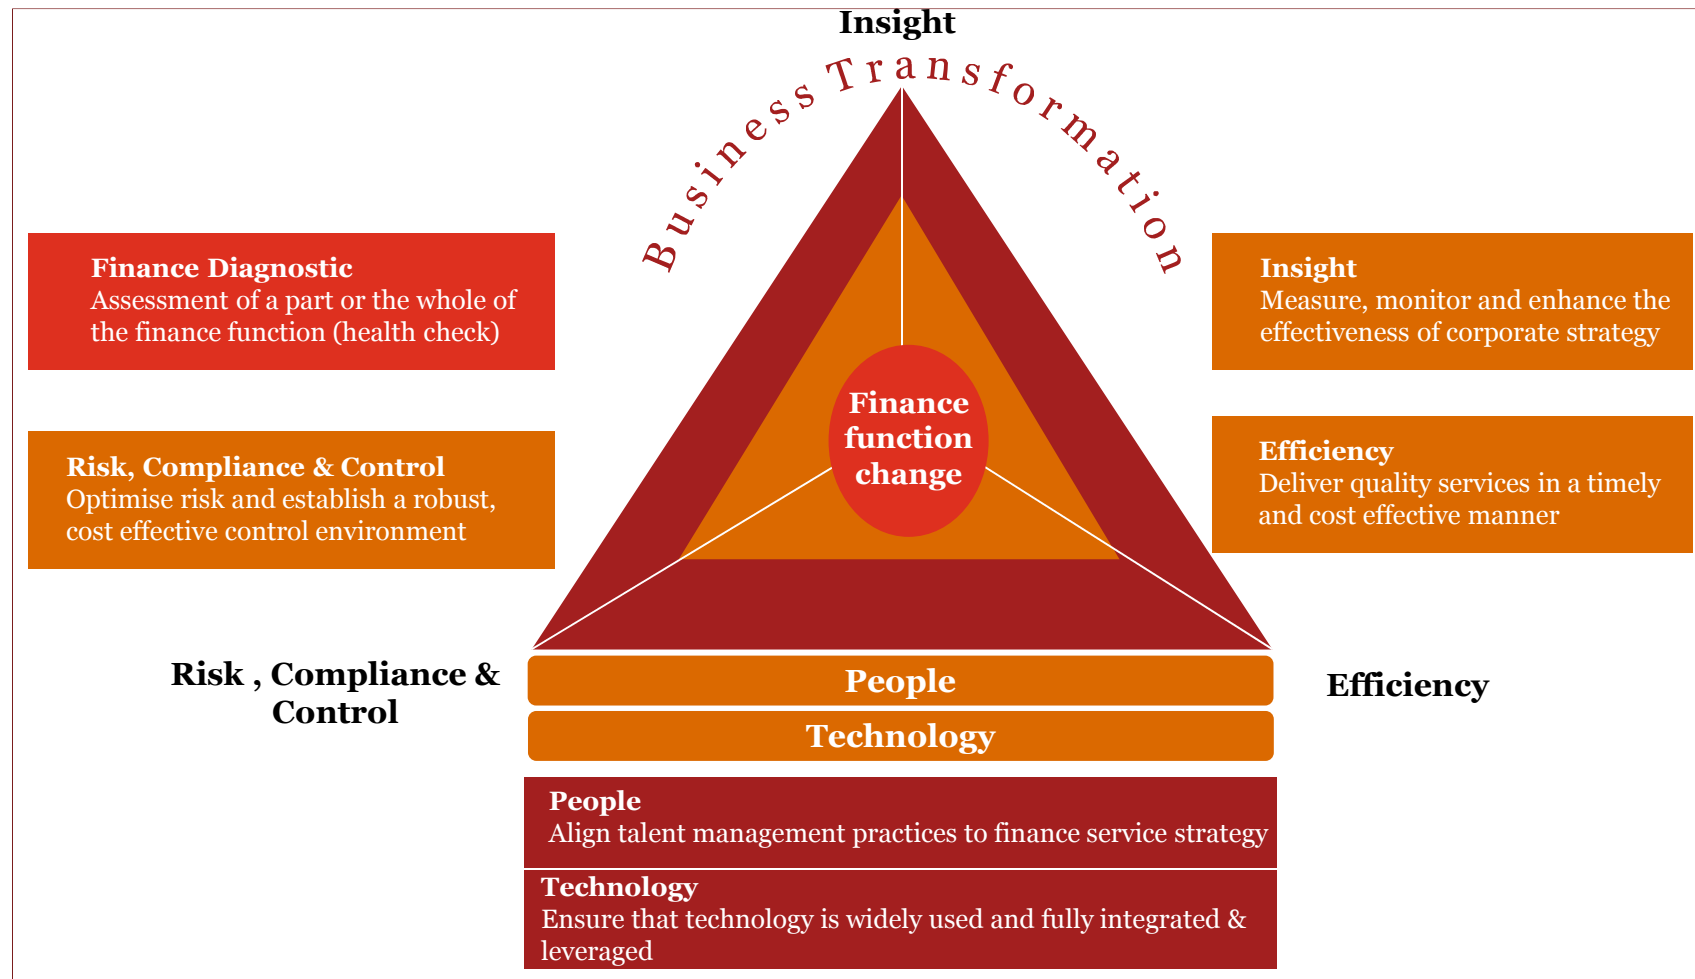 Insight
Business Transformation
Finance Diagnostic
Assessment of a part or the whole of
the finance function (health check)
Insight
Measure, monitor and enhance the
effectiveness of corporate strategy
Finance
function
change
Risk, Compliance & Control
Optimise risk and establish a robust,
cost effective control environment
Efficiency
Deliver quality services in a timely
and cost effective manner
Risk , Compliance &
Control
People
Technology
Efficiency
People
Align talent management practices to finance service strategy
Technology
Ensure that technology is widely used and fully integrated &
leveraged